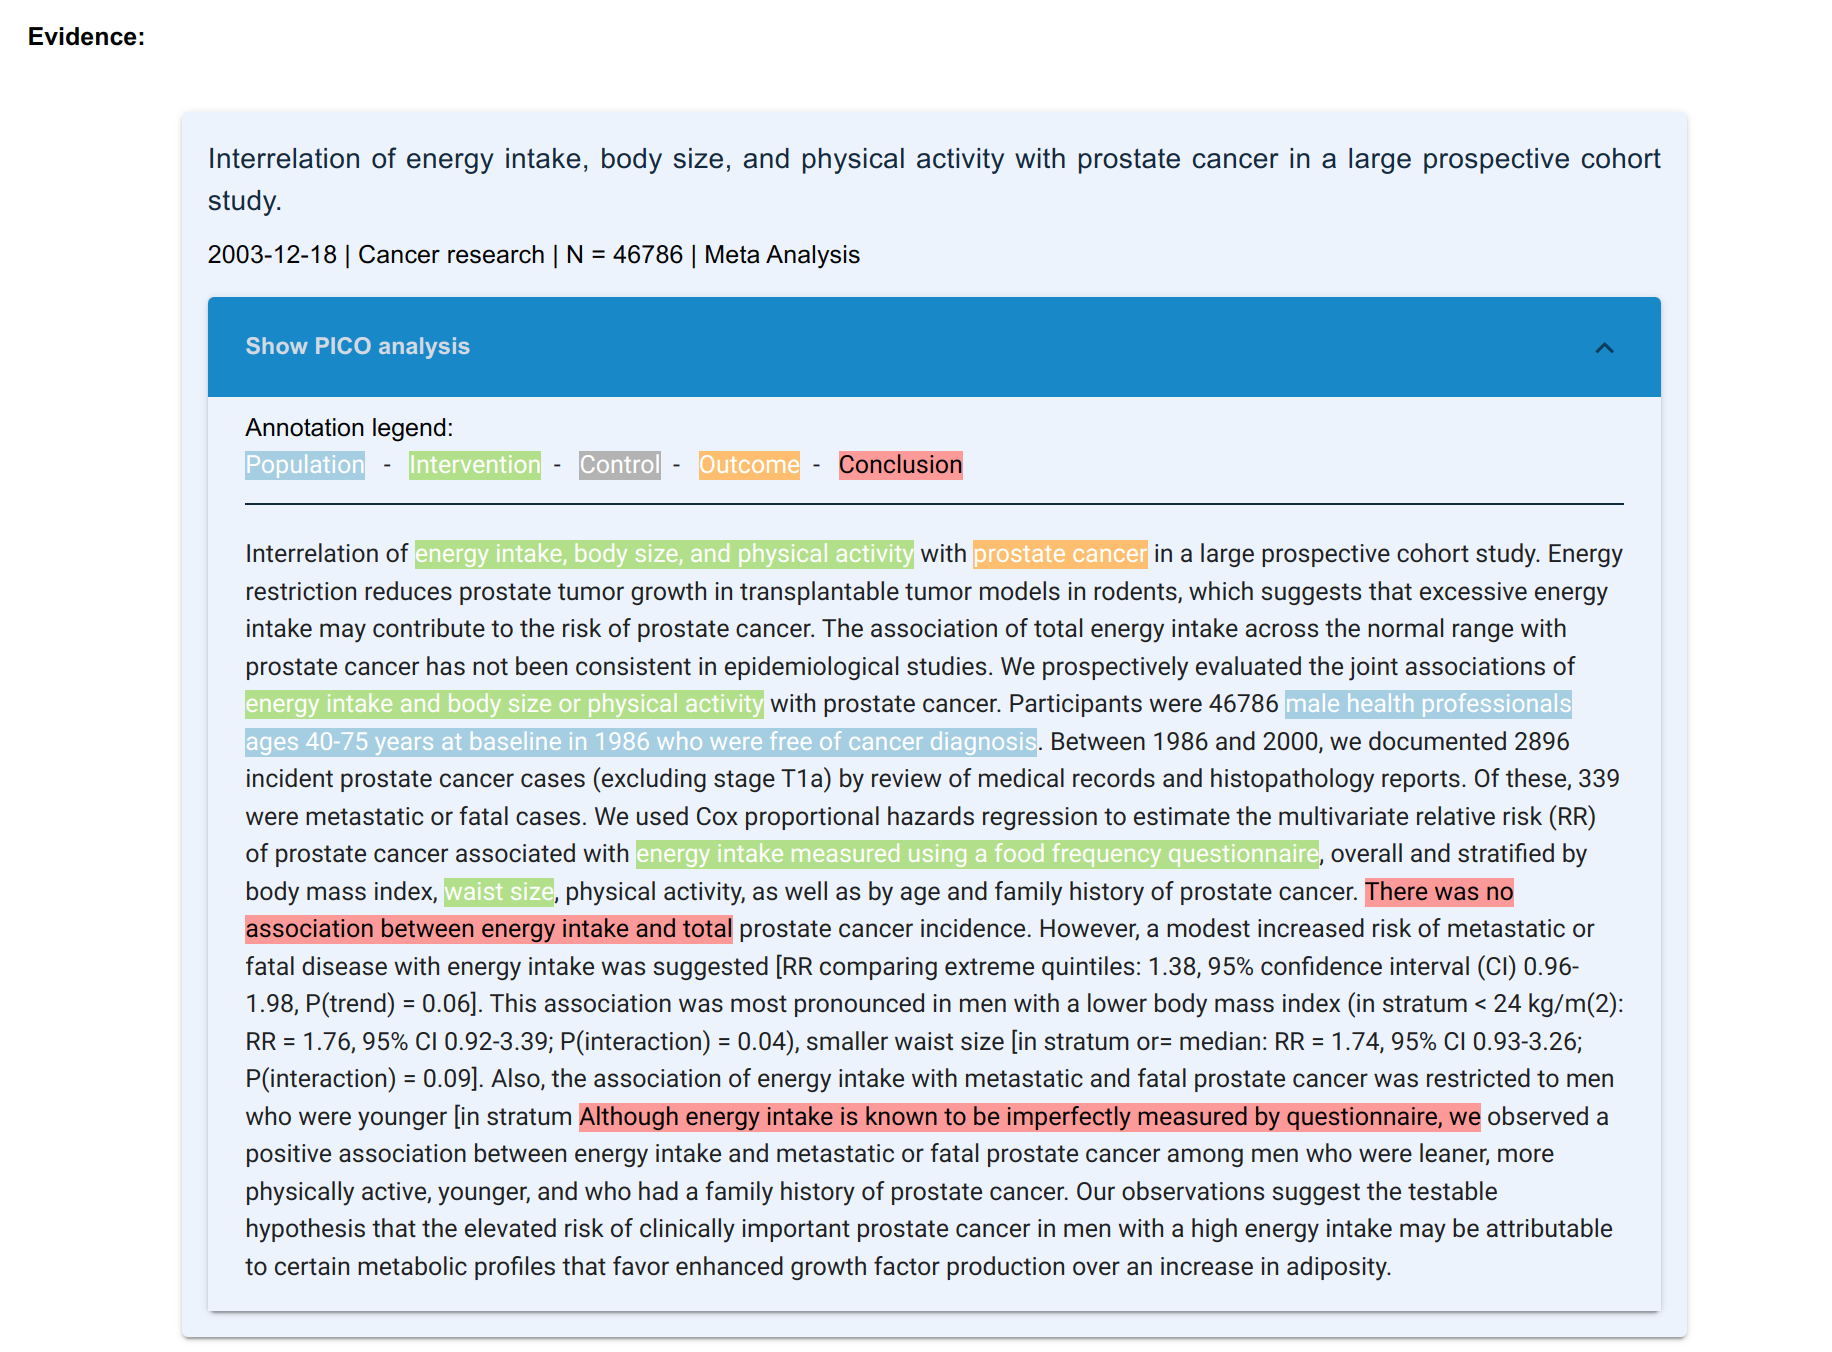 Evidence:
Interrelation of energy intake, body size, and physical activity with prostate cancer in a large prospective cohort
study.
2003-12-18 | Cancer research | N = 46786 | Meta Analysis
Show PICO analysis
Annotation legend:
Population - Intervention - Control - Outcome - Conclusion
Interrelation of energy intake, body size, and physical activity with prostate cancer in a large prospective cohort study. Energy
restriction reduces prostate tumor growth in transplantable tumor models in rodents, which suggests that excessive energy
intake may contribute to the risk of prostate cancer. The association of total energy intake across the normal range with
prostate cancer has not been consistent in epidemiological studies. We prospectively evaluated the joint associations of
energy intake and body size or physical activity with prostate cancer. Participants were 46786 male health professionals
ages 40-75 years at baseline in 1986 who were free of cancer diagnosis. Between 1986 and 2000, we documented 2896
incident prostate cancer cases (excluding stage T1a) by review of medical records and histopathology reports. Of these, 339
were metastatic or fatal cases. We used Cox proportional hazards regression to estimate the multivariate relative risk (RR)
of prostate cancer associated with energy intake measured using a food frequency questionnaire, overall and stratified by
body mass index, waist size, physical activity, as well as by age and family history of prostate cancer. There was no
association between energy intake and total prostate cancer incidence. However, a modest increased risk of metastatic or
fatal disease with energy intake was suggested [RR comparing extreme quintiles: 1.38, 95% confidence interval (CI) 0.96-
1.98, P(trend) = 0.06]. This association was most pronounced in men with a lower body mass index (in stratum < 24 kg/m(2):
RR = 1.76, 95% CI 0.92-3.39; P(interaction) = 0.04), smaller waist size [in stratum or= median: RR = 1.74, 95% CI 0.93-3.26;
P(interaction) = 0.09]. Also, the association of energy intake with metastatic and fatal prostate cancer was restricted to men
who were younger [in stratum Although energy intake is known to be imperfectly measured by questionnaire, we observed a
positive association between energy intake and metastatic or fatal prostate cancer among men who were leaner, more
physically active, younger, and who had a family history of prostate cancer. Our observations suggest the testable
hypothesis that the elevated risk of clinically important prostate cancer in men with a high energy intake may be attributable
to certain metabolic profiles that favor enhanced growth factor production over an increase in adiposity.